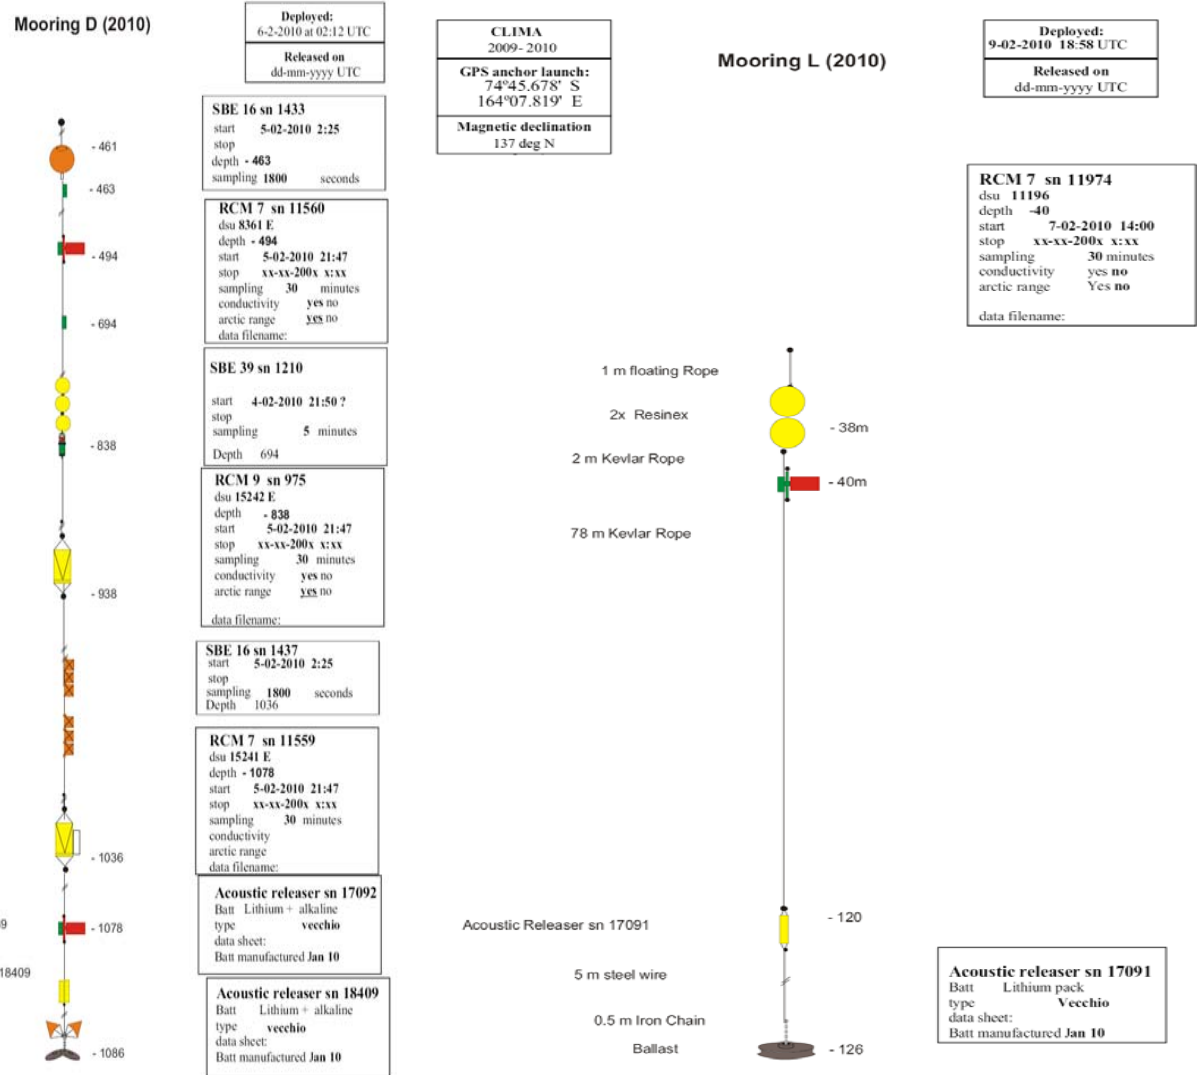 Mooring D (2010)
Deployed:
6-2-2010 at 02:12 UTC
Released on
dd-mm-yyyy UTC
- 461
- 463
- 494
- 694
- 838
- 938
- 1036
- 1078
- 1086
9
18409
SBE 16 sn 1433
start 5-02-2010 2:25
stop
depth - 463
sampling 1800 seconds
RCM 7 sn 11560
dsu 8361 E
depth - 494
start 5-02-2010 21:47
stop xx-xx-200x x:xx
sampling 30 minutes
conductivity yes no
arctic range yes no
data filename:
SBE 39 sn 1210
start 4-02-2010 21:50 ?
stop
sampling 5 minutes
Depth 694
RCM 9 sn 975
dsu 15242 E
depth - 838
start 5-02-2010 21:47
stop xx-xx-200x x:xx
sampling 30 minutes
conductivity yes no
arctic range yes no
data filename:
SBE 16 sn 1437
start 5-02-2010 2:25
stop
sampling 1800 seconds
Depth 1036
RCM 7 sn 11559
dsu 15241 E
depth - 1078
start 5-02-2010 21:47
stop xx-xx-200x x:xx
sampling 30 minutes
conductivity
arctic range
data filename:
Acoustic releaser sn 17092
Batt Lithium + alkaline
type vecchio
data sheet:
Batt manufactured Jan 10
Acoustic releaser sn 18409
Batt Lithium + alkaline
type vecchio
data sheet:
Batt manufactured Jan 10
CLIMA
2009- 2010
GPS anchor launch:
74º45.678' S
164º07.819' E
Magnetic declination
137 deg N
Mooring L (2010)
Deployed:
9-02-2010 18:58 UTC
Released on
dd-mm-yyyy UTC
RCM 7 sn 11974
dsu 11196
depth -40
start 7-02-2010 14:00
stop xx-xx-200x x:xx
sampling 30 minutes
conductivity yes no
arctic range Yes no
data filename:
1 m floating Rope
2x Resinex
- 38m
2 m Kevlar Rope
- 40m
78 m Kevlar Rope
- 120
Acoustic Releaser sn 17091
5 m steel wire
0.5 m Iron Chain
Ballast
- 126
Acoustic releaser sn 17091
Batt Lithium pack
type Vecchio
data sheet:
Batt manufactured Jan 10